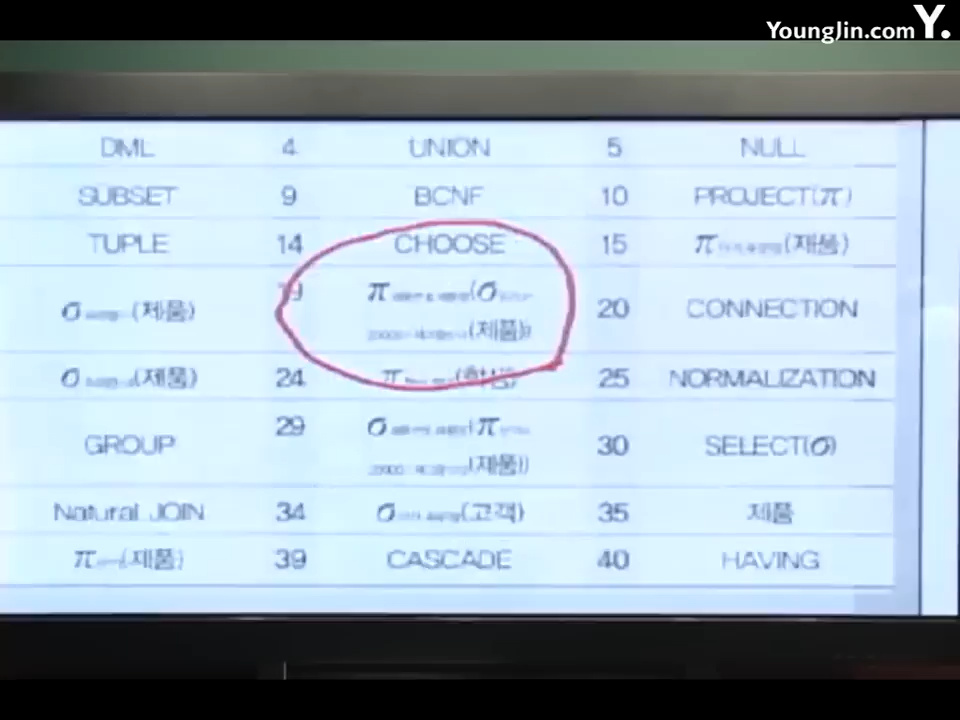 YoungJin.com Y.
DML 4 UNION 5 NULL
SUBSET 9 BCNF 10 PROJECT(π)
TUPLE 14 CHOOSE 15 π (제품)
σ (제품) 19 π (σ
(제품)) 20 CONNECTION
σ (제품) 24 π 25 NORMALIZATION
GROUP 29 σ (π
(제품)) 30 SELECT(σ)
Natural JOIN 34 σ (고객) 35 제품
π (제품) 39 CASCADE 40 HAVING